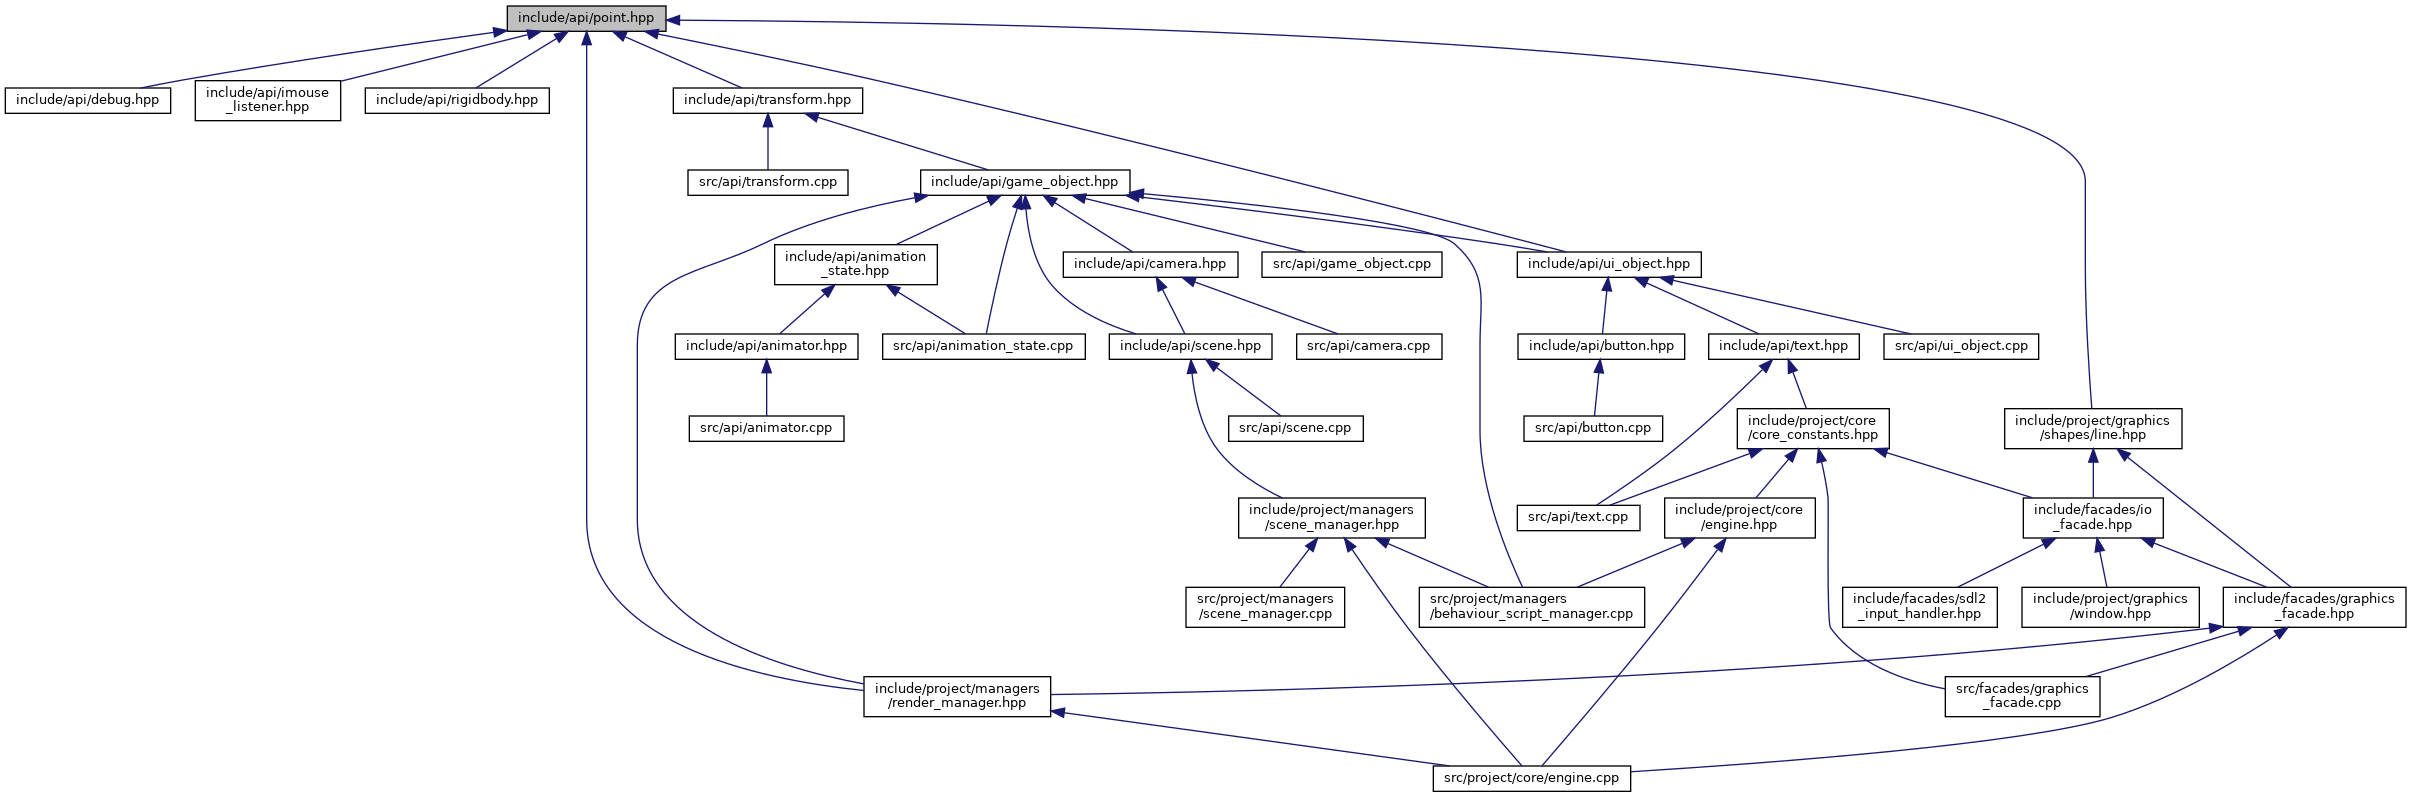 include/api/point.hpp
include/api/debug.hpp
include/api/imouse
_listener.hpp
include/api/rigidbody.hpp
include/api/transform.hpp
src/api/transform.cpp
include/api/game_object.hpp
include/api/animation
_state.hpp
include/api/camera.hpp
src/api/game_object.cpp
include/api/ui_object.hpp
include/api/animator.hpp
src/api/animation_state.cpp
include/api/scene.hpp
src/api/camera.cpp
include/api/button.hpp
include/api/text.hpp
src/api/ui_object.cpp
src/api/animator.cpp
src/api/scene.cpp
src/api/button.cpp
include/project/core
/core_constants.hpp
include/project/graphics
/shapes/line.hpp
include/project/managers
/scene_manager.hpp
src/api/text.cpp
include/project/core
/engine.hpp
include/facades/io
_facade.hpp
src/project/managers
/scene_manager.cpp
src/project/managers
/behaviour_script_manager.cpp
include/facades/sdl2
_input_handler.hpp
include/project/graphics
/window.hpp
include/facades/graphics
_facade.hpp
include/project/managers
/render_manager.hpp
src/facades/graphics
_facade.cpp
src/project/core/engine.cpp